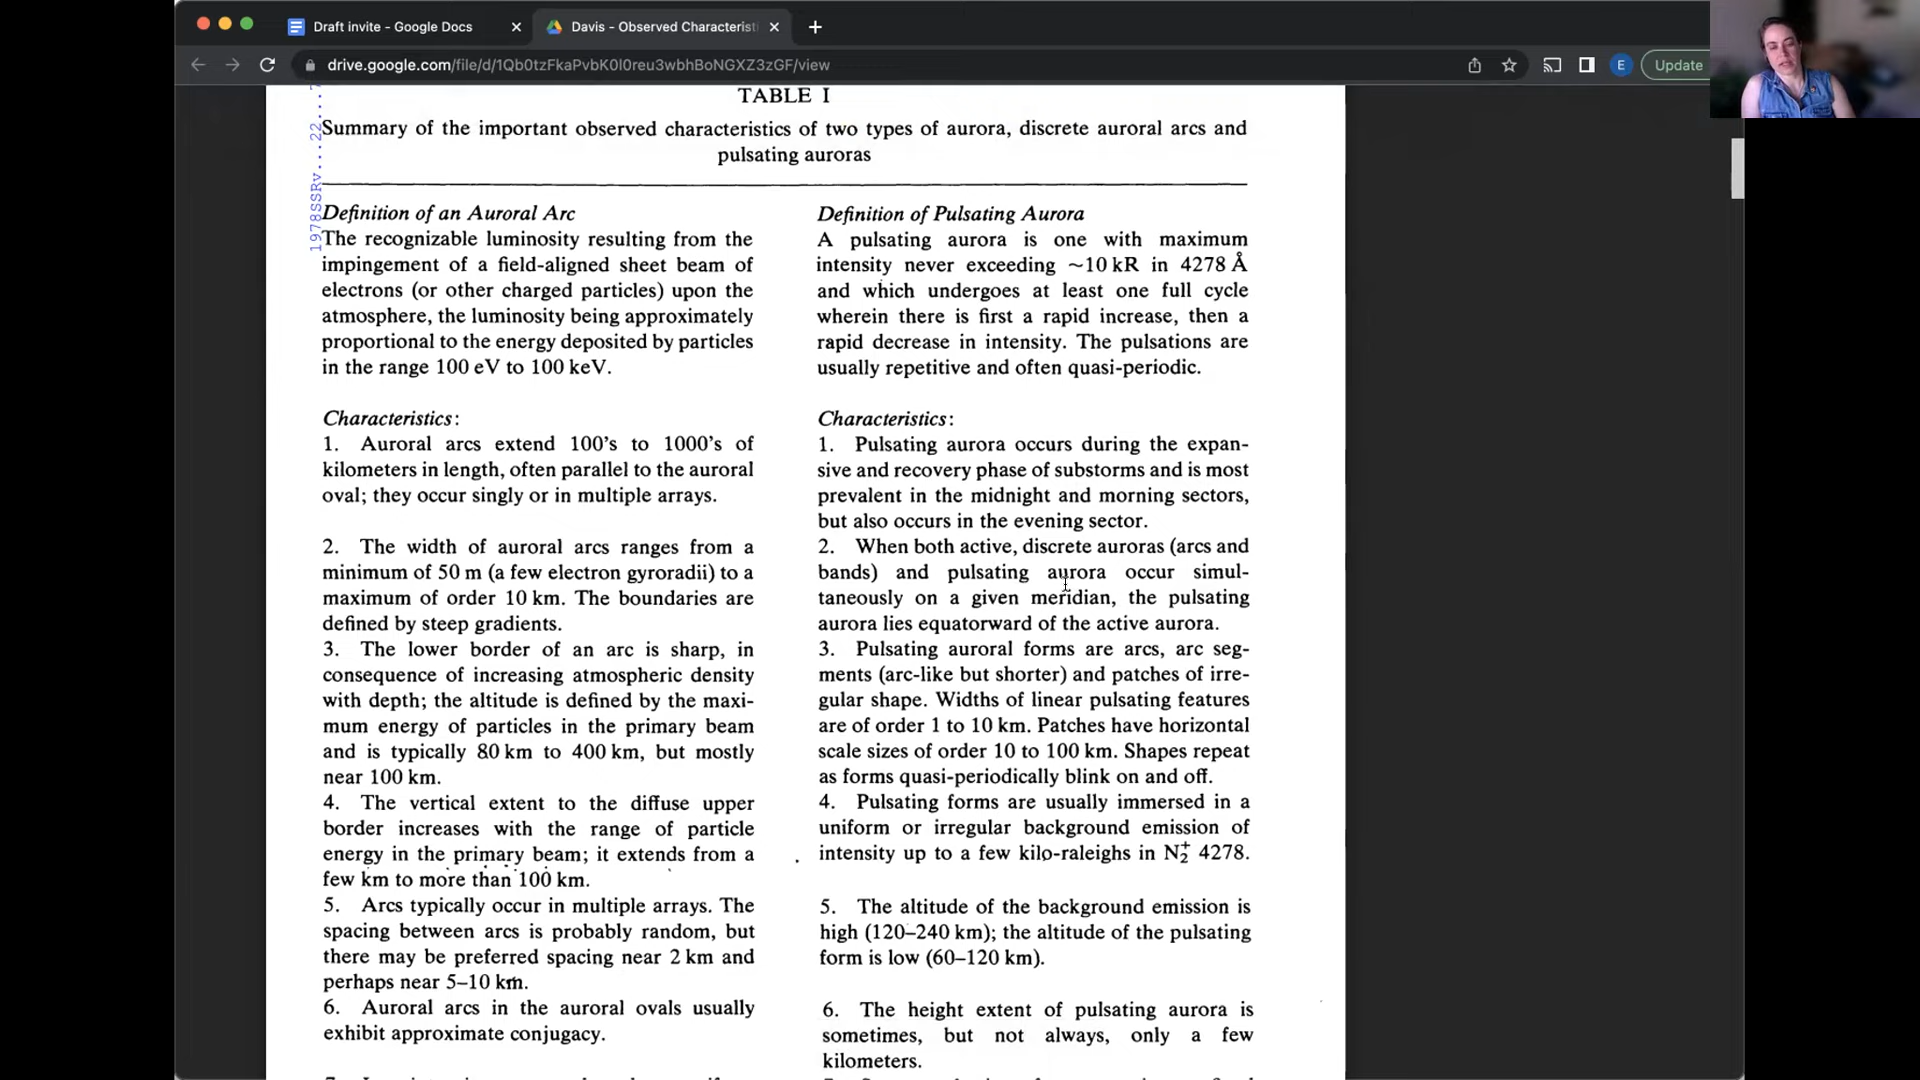 Draft invite - Google Docs
Davis - Observed Characterist
drive.google.com/file/d/1Qb0tzFkaPvbK0l0reu3wbhBoNGXZ3zGF/view
E
Update
1978SSRv...22...
TABLE I
Summary of the important observed characteristics of two types of aurora, discrete auroral arcs and
pulsating auroras
Definition of an Auroral Arc
The recognizable luminosity resulting from the
impingement of a field-aligned sheet beam of
electrons (or other charged particles) upon the
atmosphere, the luminosity being approximately
proportional to the energy deposited by particles
in the range 100 eV to 100 keV.
Characteristics:
1. Auroral arcs extend 100's to 1000's of
kilometers in length, often parallel to the auroral
oval; they occur singly or in multiple arrays.
2. The width of auroral arcs ranges from a
minimum of 50 m (a few electron gyroradii) to a
maximum of order 10 km. The boundaries are
defined by steep gradients.
3. The lower border of an arc is sharp, in
consequence of increasing atmospheric density
with depth; the altitude is defined by the maxi-
mum energy of particles in the primary beam
and is typically 80 km to 400 km, but mostly
near 100 km.
4. The vertical extent to the diffuse upper
border increases with the range of particle
energy in the primary beam; it extends from a
few km to more than 100 km.
5. Arcs typically occur in multiple arrays. The
spacing between arcs is probably random, but
there may be preferred spacing near 2 km and
perhaps near 5–10 km.
6. Auroral arcs in the auroral ovals usually
exhibit approximate conjugacy.
Definition of Pulsating Aurora
A pulsating aurora is one with maximum
intensity never exceeding ~10 kR in 4278 Å
and which undergoes at least one full cycle
wherein there is first a rapid increase, then a
rapid decrease in intensity. The pulsations are
usually repetitive and often quasi-periodic.
Characteristics:
1. Pulsating aurora occurs during the expan-
sive and recovery phase of substorms and is most
prevalent in the midnight and morning sectors,
but also occurs in the evening sector.
2. When both active, discrete auroras (arcs and
bands) and pulsating aurora occur simul-
taneously on a given meridian, the pulsating
aurora lies equatorward of the active aurora.
3. Pulsating auroral forms are arcs, arc seg-
ments (arc-like but shorter) and patches of irre-
gular shape. Widths of linear pulsating features
are of order 1 to 10 km. Patches have horizontal
scale sizes of order 10 to 100 km. Shapes repeat
as forms quasi-periodically blink on and off.
4. Pulsating forms are usually immersed in a
uniform or irregular background emission of
intensity up to a few kilo-raleighs in N₂⁺ 4278.
5. The altitude of the background emission is
high (120–240 km); the altitude of the pulsating
form is low (60–120 km).
6. The height extent of pulsating aurora is
sometimes, but not always, only a few
kilometers.